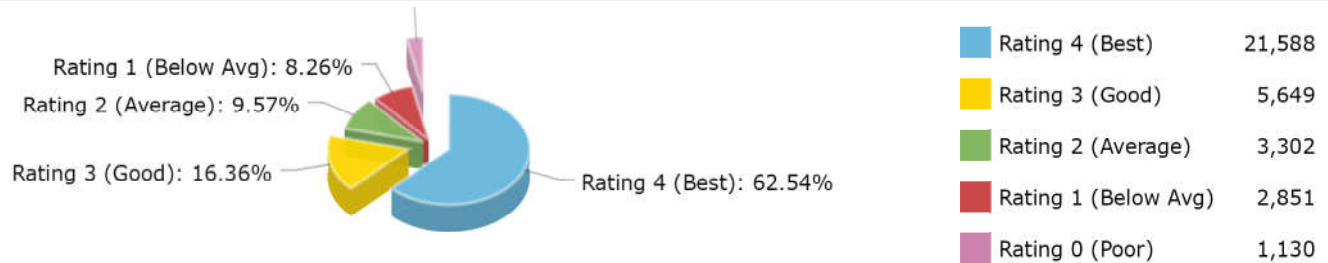 Rating 1 (Below Avg): 8.26%
Rating 2 (Average): 9.57%
Rating 3 (Good): 16.36%
Rating 4 (Best): 62.54%
Rating 4 (Best) 21,588
Rating 3 (Good) 5,649
Rating 2 (Average) 3,302
Rating 1 (Below Avg) 2,851
Rating 0 (Poor) 1,130